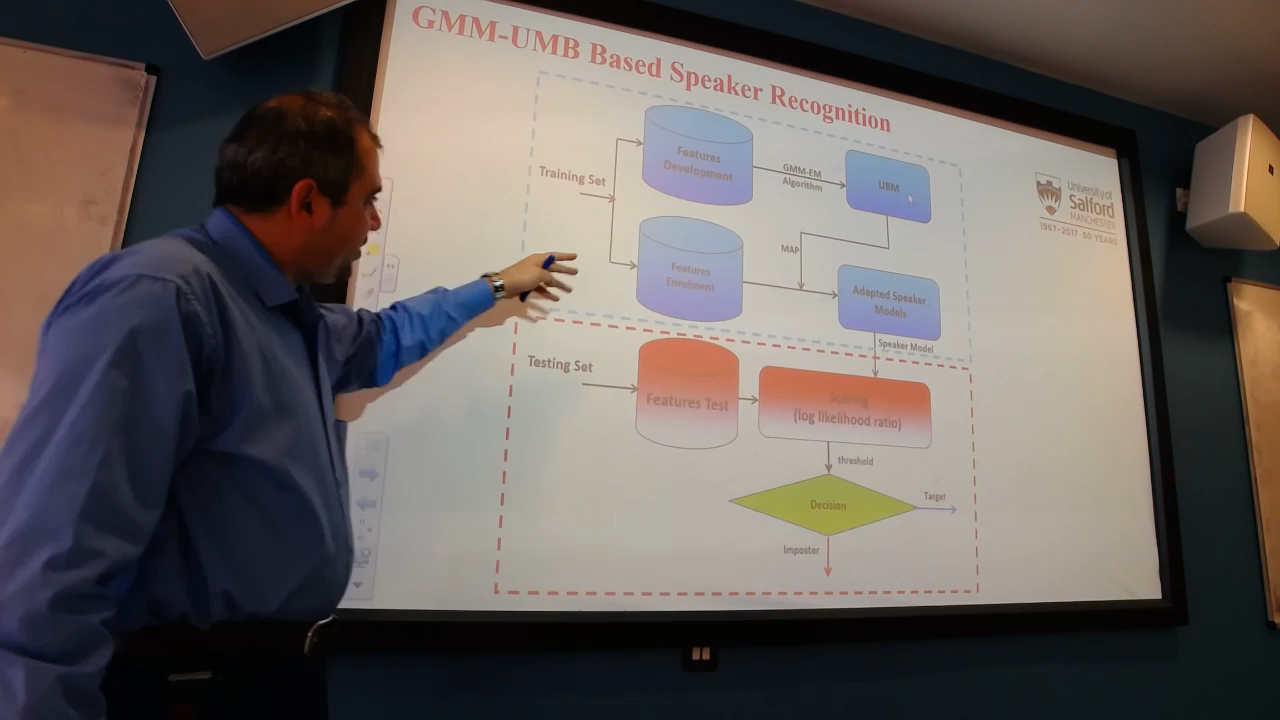 GMM-UMB Based Speaker Recognition
Training Set
Features
Development
GMM-EM
Algorithm
UBM
University of
Salford
MANCHESTER
1967-2017 50 YEARS
MAP
Features
Enrolment
Adapted Speaker
Models
Speaker Model
Testing Set
Features Test
Scoring
(log likelihood ratio)
threshold
Decision
Target
Imposter